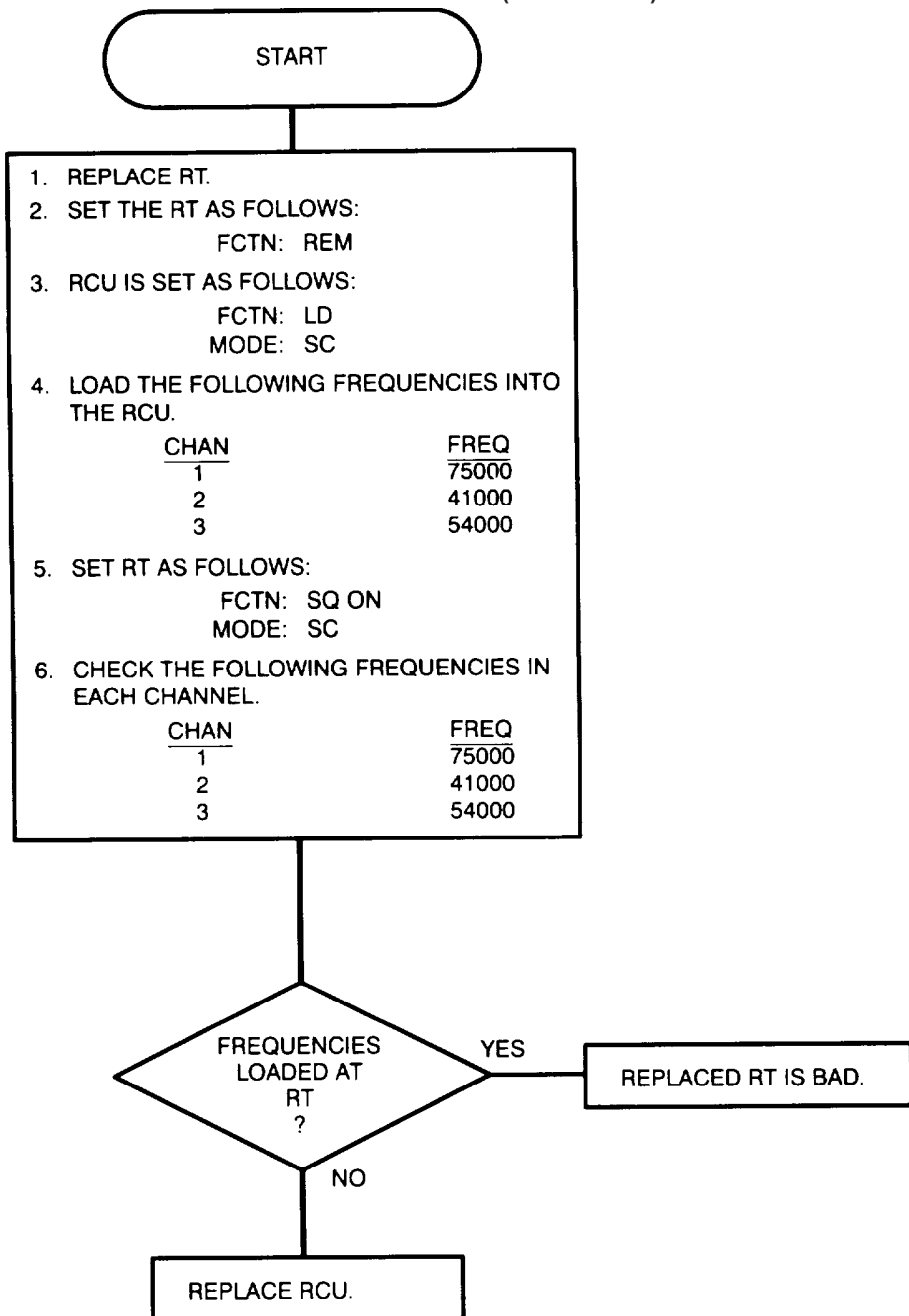 START
1. REPLACE RT.
2. SET THE RT AS FOLLOWS:
FCTN: REM
3. RCU IS SET AS FOLLOWS:
FCTN: LD
MODE: SC
4. LOAD THE FOLLOWING FREQUENCIES INTO
THE RCU.
CHAN FREQ
1 75000
2 41000
3 54000
5. SET RT AS FOLLOWS:
FCTN: SQ ON
MODE: SC
6. CHECK THE FOLLOWING FREQUENCIES IN
EACH CHANNEL.
CHAN FREQ
1 75000
2 41000
3 54000
FREQUENCIES
LOADED AT
RT
?
YES
REPLACED RT IS BAD.
NO
REPLACE RCU.